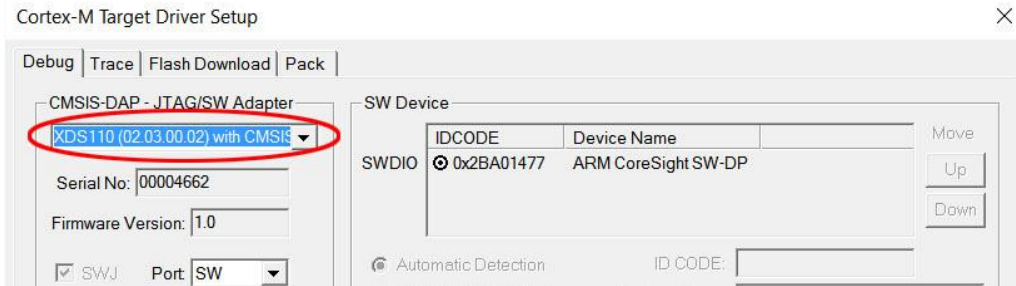 Cortex-M Target Driver Setup
Debug | Trace | Flash Download | Pack |
CMSIS-DAP - JTAG/SW Adapter
XDS110 (02.03.00.02) with CMSIS
Serial No: 00004662
Firmware Version: 1.0
SWJ Port: SW
SW Device
IDCODE Device Name
SWDIO 0x2BA01477 ARM CoreSight SW-DP
Move
Up
Down
Automatic Detection ID CODE: